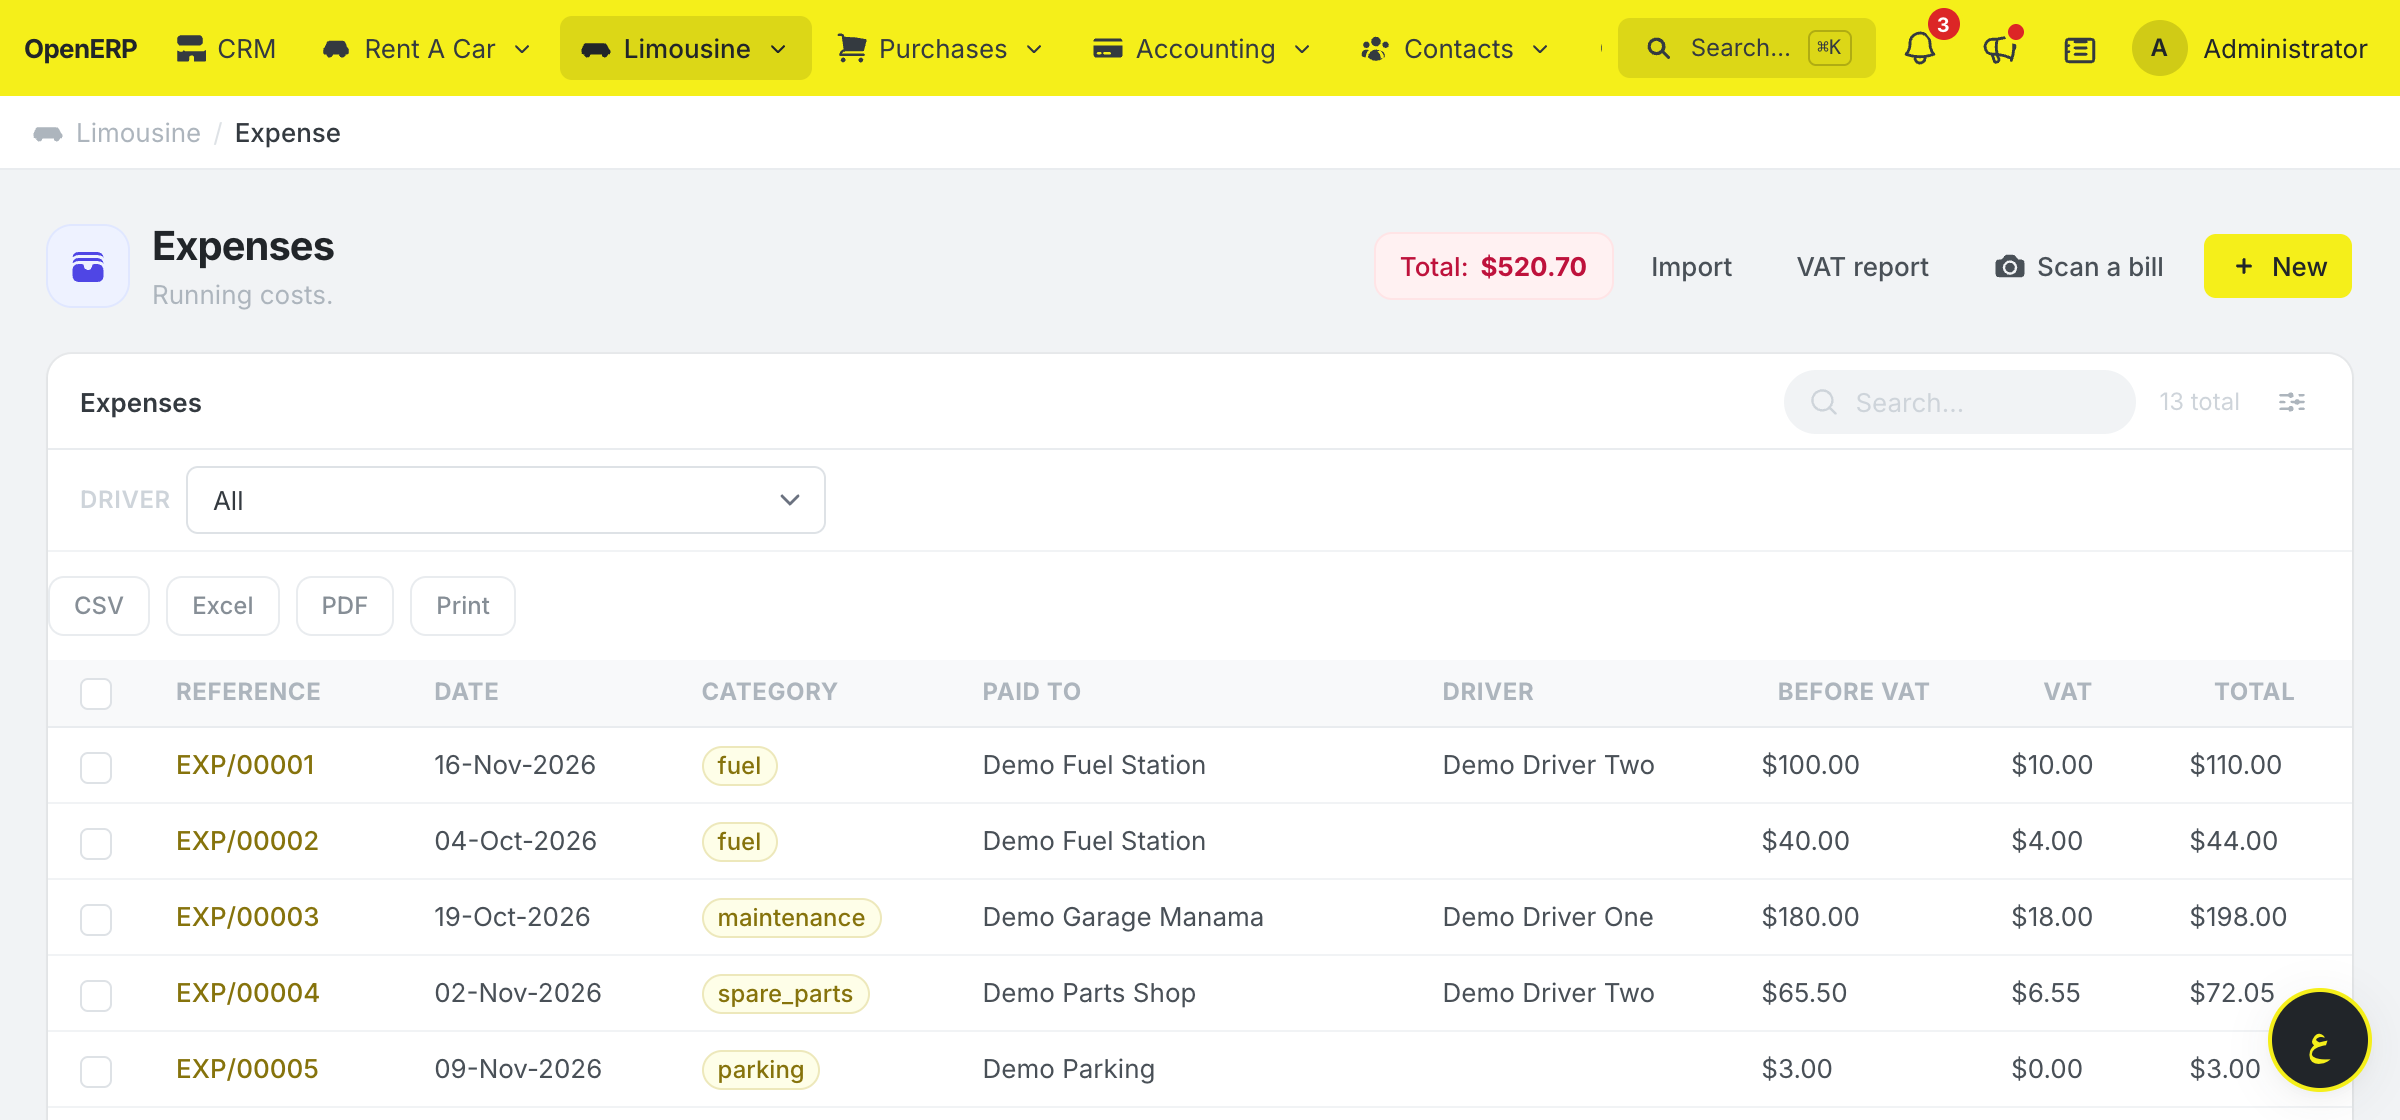 OpenERP CRM Rent A Car Limousine Purchases Accounting Contacts Search... ⌘K 3 A Administrator
Limousine / Expense
Expenses
Running costs.
Total: $520.70 Import VAT report Scan a bill + New
Expenses Search... 13 total
DRIVER All
CSV Excel PDF Print
REFERENCE DATE CATEGORY PAID TO DRIVER BEFORE VAT VAT TOTAL
EXP/00001 16-Nov-2026 fuel Demo Fuel Station Demo Driver Two $100.00 $10.00 $110.00
EXP/00002 04-Oct-2026 fuel Demo Fuel Station $40.00 $4.00 $44.00
EXP/00003 19-Oct-2026 maintenance Demo Garage Manama Demo Driver One $180.00 $18.00 $198.00
EXP/00004 02-Nov-2026 spare_parts Demo Parts Shop Demo Driver Two $65.50 $6.55 $72.05
EXP/00005 09-Nov-2026 parking Demo Parking $3.00 $0.00 $3.00
ع